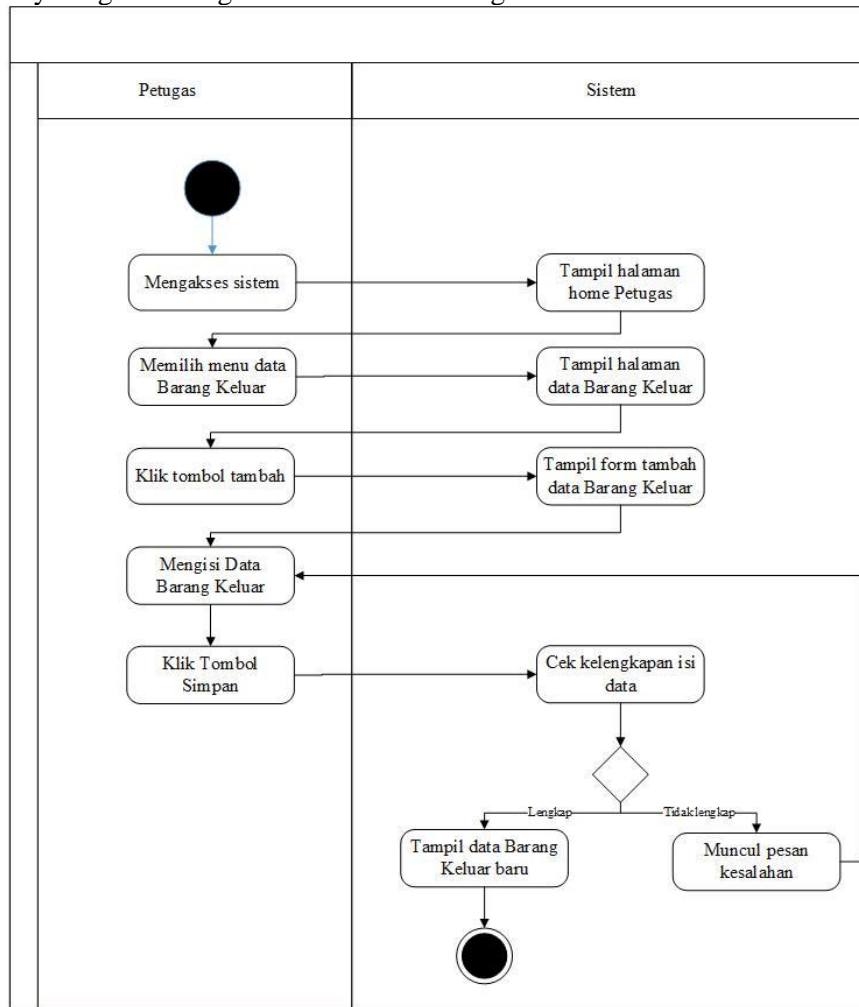 Petugas
Sistem
Mengakses sistem
Tampil halaman
home Petugas
Memilih menu data
Barang Keluar
Tampil halaman
data Barang Keluar
Klik tombol tambah
Tampil form tambah
data Barang Keluar
Mengisi Data
Barang Keluar
Klik Tombol
Simpan
Cek kelengkapan isi
data
Lengkap
Tidak lengkap
Tampil data Barang
Keluar baru
Muncul pesan
kesalahan